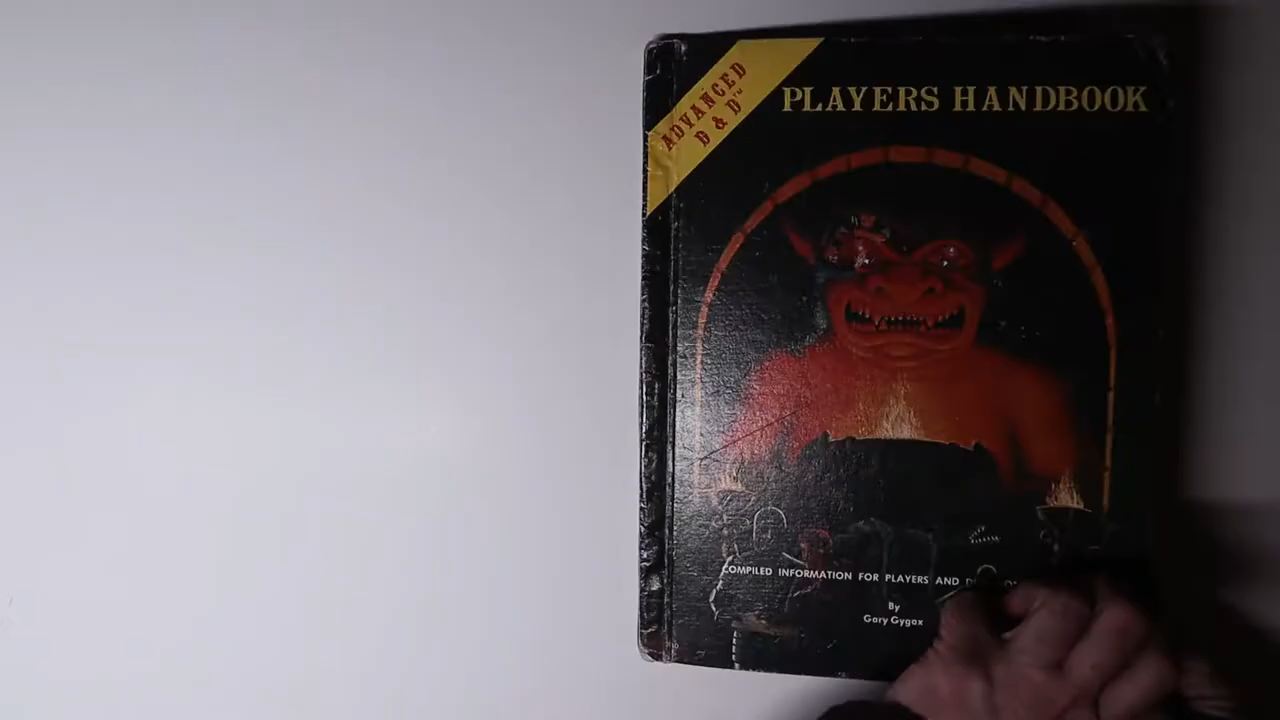 ADVANCED
D & D™
PLAYERS HANDBOOK
COMPILED INFORMATION FOR PLAYERS AND
By
Gary Gygax